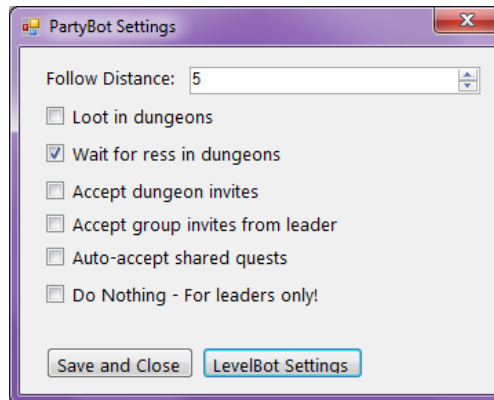 PartyBot Settings
Follow Distance: 5
Loot in dungeons
Wait for ress in dungeons
Accept dungeon invites
Accept group invites from leader
Auto-accept shared quests
Do Nothing - For leaders only!
Save and Close LevelBot Settings